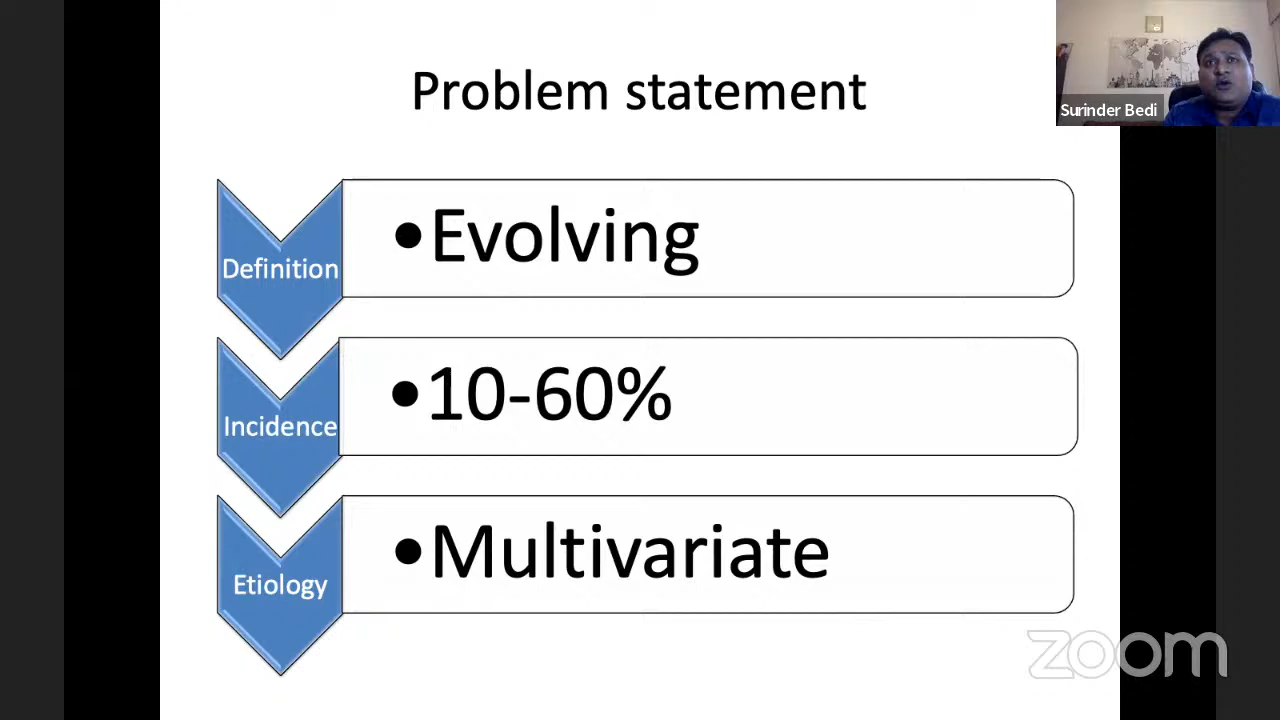 Problem statement
Surinder Bedi
Definition
•Evolving
Incidence
•10-60%
Etiology
•Multivariate
zoom